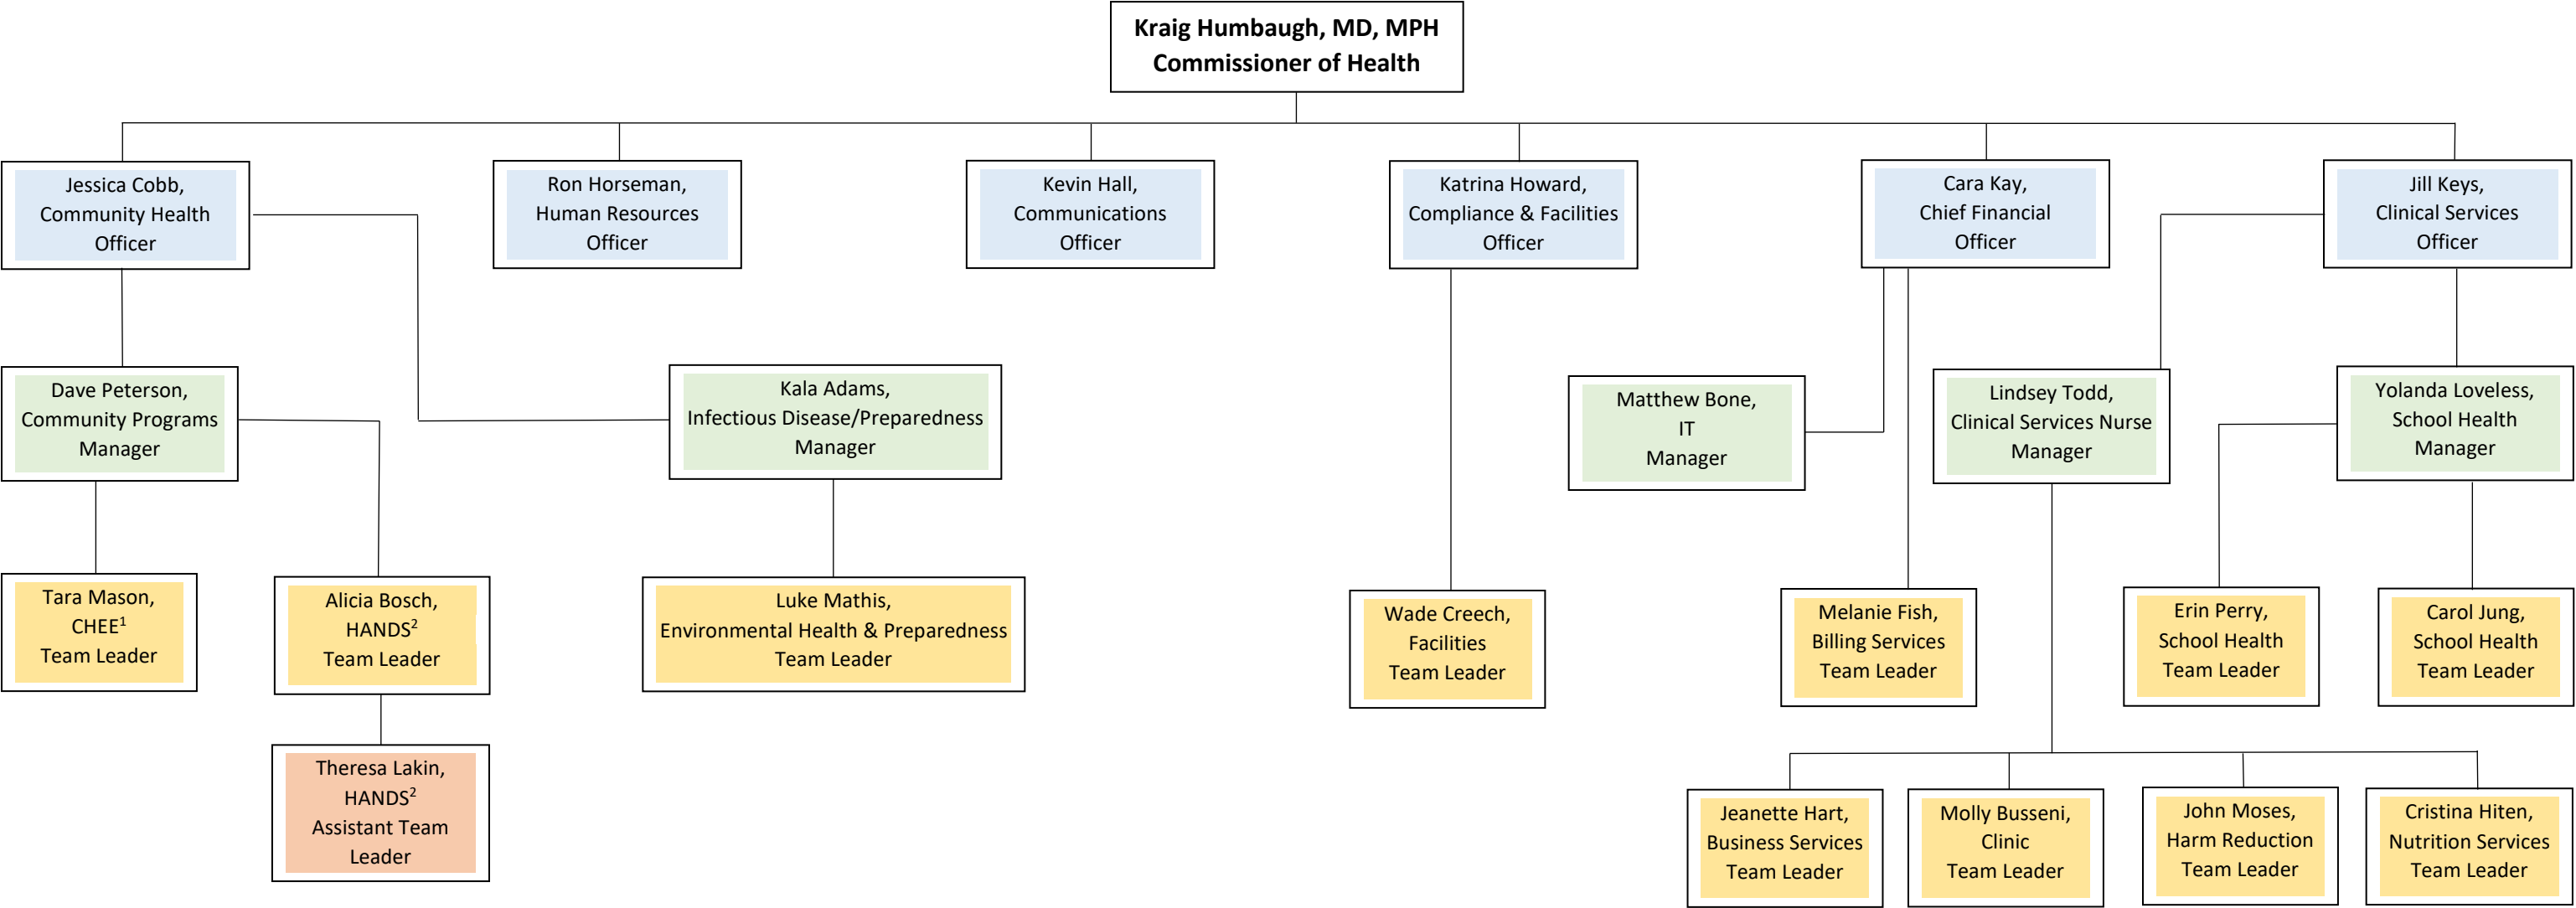 Kraig Humbaugh, MD, MPH
Commissioner of Health
Jessica Cobb,
Community Health
Officer
Ron Horseman,
Human Resources
Officer
Kevin Hall,
Communications
Officer
Katrina Howard,
Compliance & Facilities
Officer
Cara Kay,
Chief Financial
Officer
Jill Keys,
Clinical Services
Officer
Dave Peterson,
Community Programs
Manager
Kala Adams,
Infectious Disease/Preparedness
Manager
Matthew Bone,
IT
Manager
Lindsey Todd,
Clinical Services Nurse
Manager
Yolanda Loveless,
School Health
Manager
Tara Mason,
CHEE¹
Team Leader
Alicia Bosch,
HANDS²
Team Leader
Luke Mathis,
Environmental Health & Preparedness
Team Leader
Wade Creech,
Facilities
Team Leader
Melanie Fish,
Billing Services
Team Leader
Erin Perry,
School Health
Team Leader
Carol Jung,
School Health
Team Leader
Theresa Lakin,
HANDS²
Assistant Team
Leader
Jeanette Hart,
Business Services
Team Leader
Molly Busseni,
Clinic
Team Leader
John Moses,
Harm Reduction
Team Leader
Cristina Hiten,
Nutrition Services
Team Leader